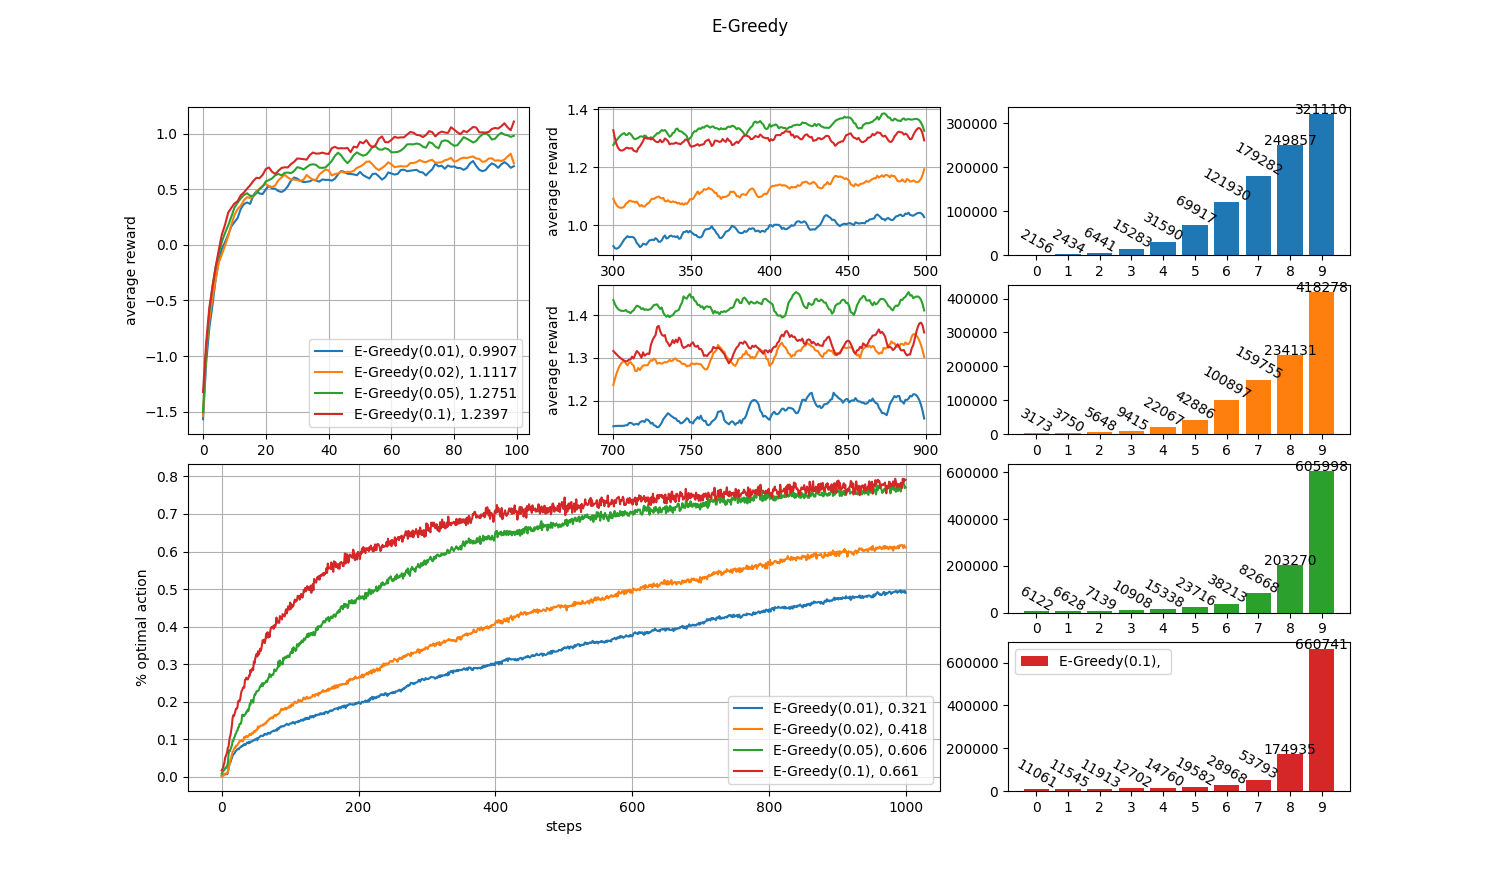 E-Greedy
average reward
1.0
0.5
0.0
−0.5
−1.0
−1.5
0 20 40 60 80 100
E-Greedy(0.01), 0.9907
E-Greedy(0.02), 1.1117
E-Greedy(0.05), 1.2751
E-Greedy(0.1), 1.2397
average reward
1.4
1.2
1.0
300 350 400 450 500
average reward
1.4
1.3
1.2
700 750 800 850 900
% optimal action
0.8
0.7
0.6
0.5
0.4
0.3
0.2
0.1
0.0
0 200 400 600 800 1000
steps
E-Greedy(0.01), 0.321
E-Greedy(0.02), 0.418
E-Greedy(0.05), 0.606
E-Greedy(0.1), 0.661
300000
200000
100000
0
2156 2434 6441 15283 31590 69917 121930 179282 249857 321110
0 1 2 3 4 5 6 7 8 9
400000
300000
200000
100000
0
3173 3750 5648 9415 22067 42886 100897 159755 234131 418278
0 1 2 3 4 5 6 7 8 9
600000
400000
200000
0
6122 6628 7139 10908 15338 23716 38213 82668 203270 605998
0 1 2 3 4 5 6 7 8 9
600000
400000
200000
0
E-Greedy(0.1),
11061 11545 11913 12702 14760 19582 28968 53793 174935 660741
0 1 2 3 4 5 6 7 8 9